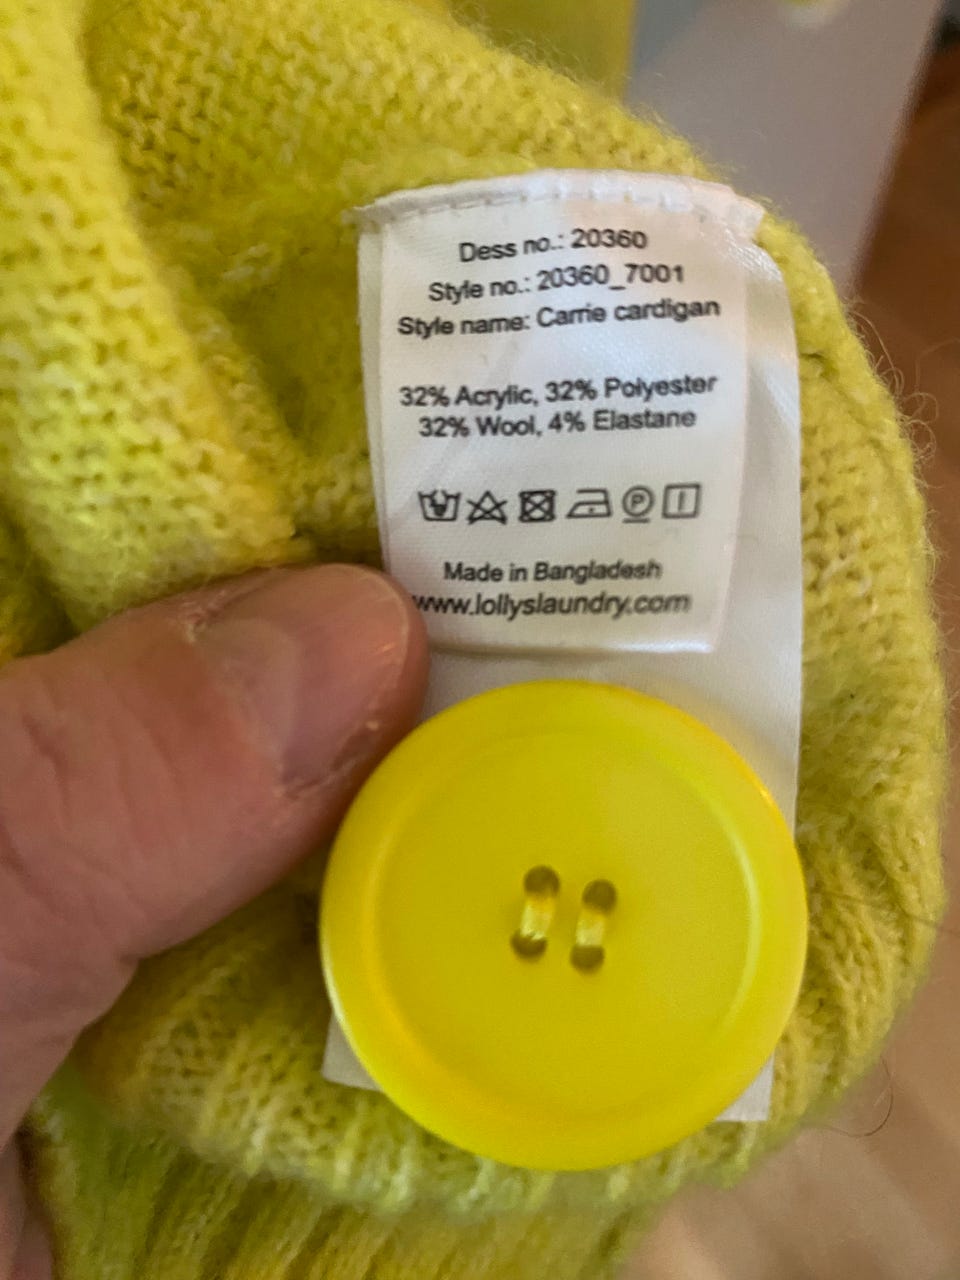 Dess no.: 20360
Style no.: 20360_7001
Style name: Carrie cardigan
32% Acrylic, 32% Polyester
32% Wool, 4% Elastane
P
Made in Bangladesh
www.lollyslaundry.com